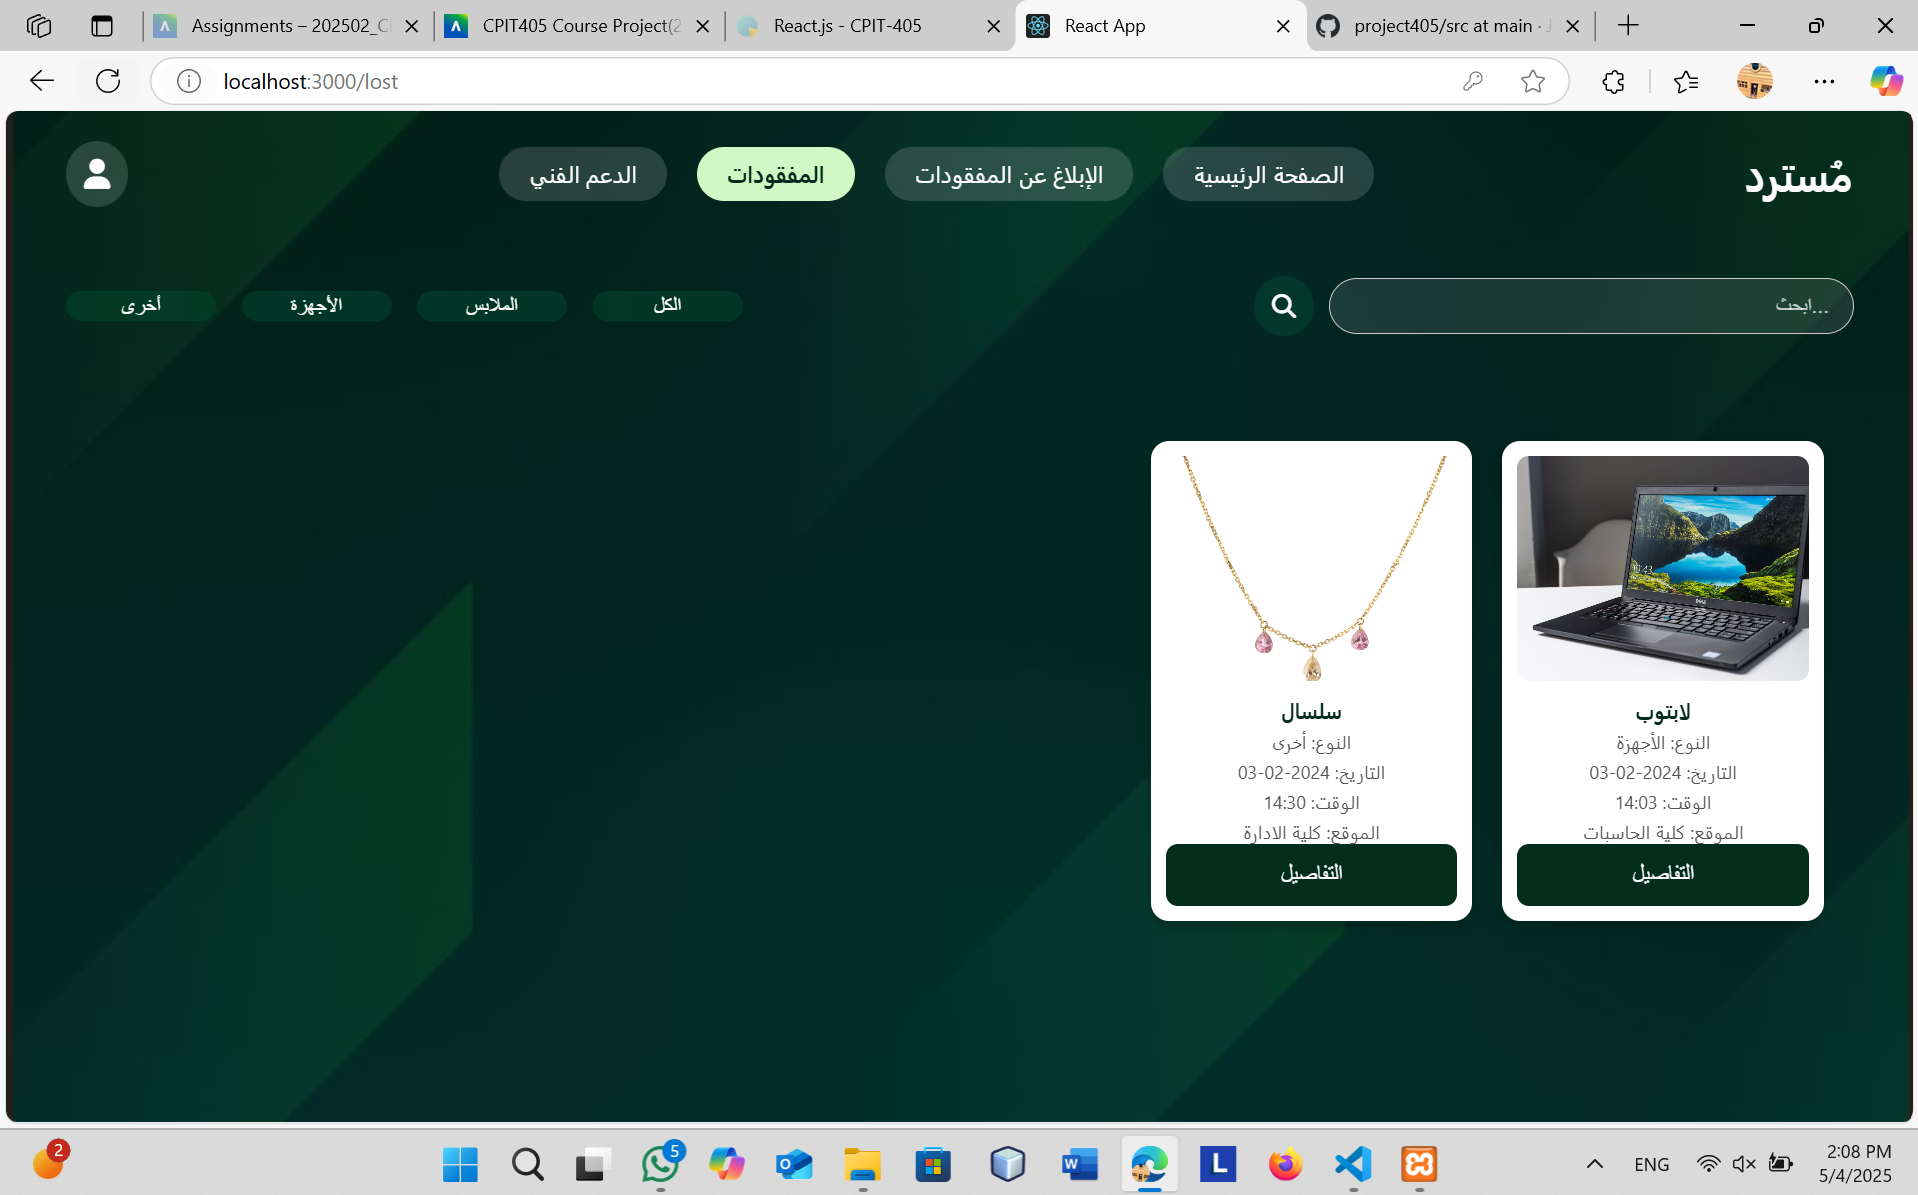 Assignments – 202502_C
CPIT405 Course Project(2
React.js - CPIT-405
React App
project405/src at main ·
localhost:3000/lost
مُسترد
الصفحة الرئيسية
الإبلاغ عن المفقودات
المفقودات
الدعم الفني
...ابحث
الكل
الملابس
الأجهزة
أخرى
لابتوب
النوع: الأجهزة
التاريخ: 2024-02-03
الوقت: 14:03
الموقع: كلية الحاسبات
التفاصيل
سلسال
النوع: أخرى
التاريخ: 2024-02-03
الوقت: 14:30
الموقع: كلية الادارة
التفاصيل
2
5
ENG
2:08 PM
5/4/2025